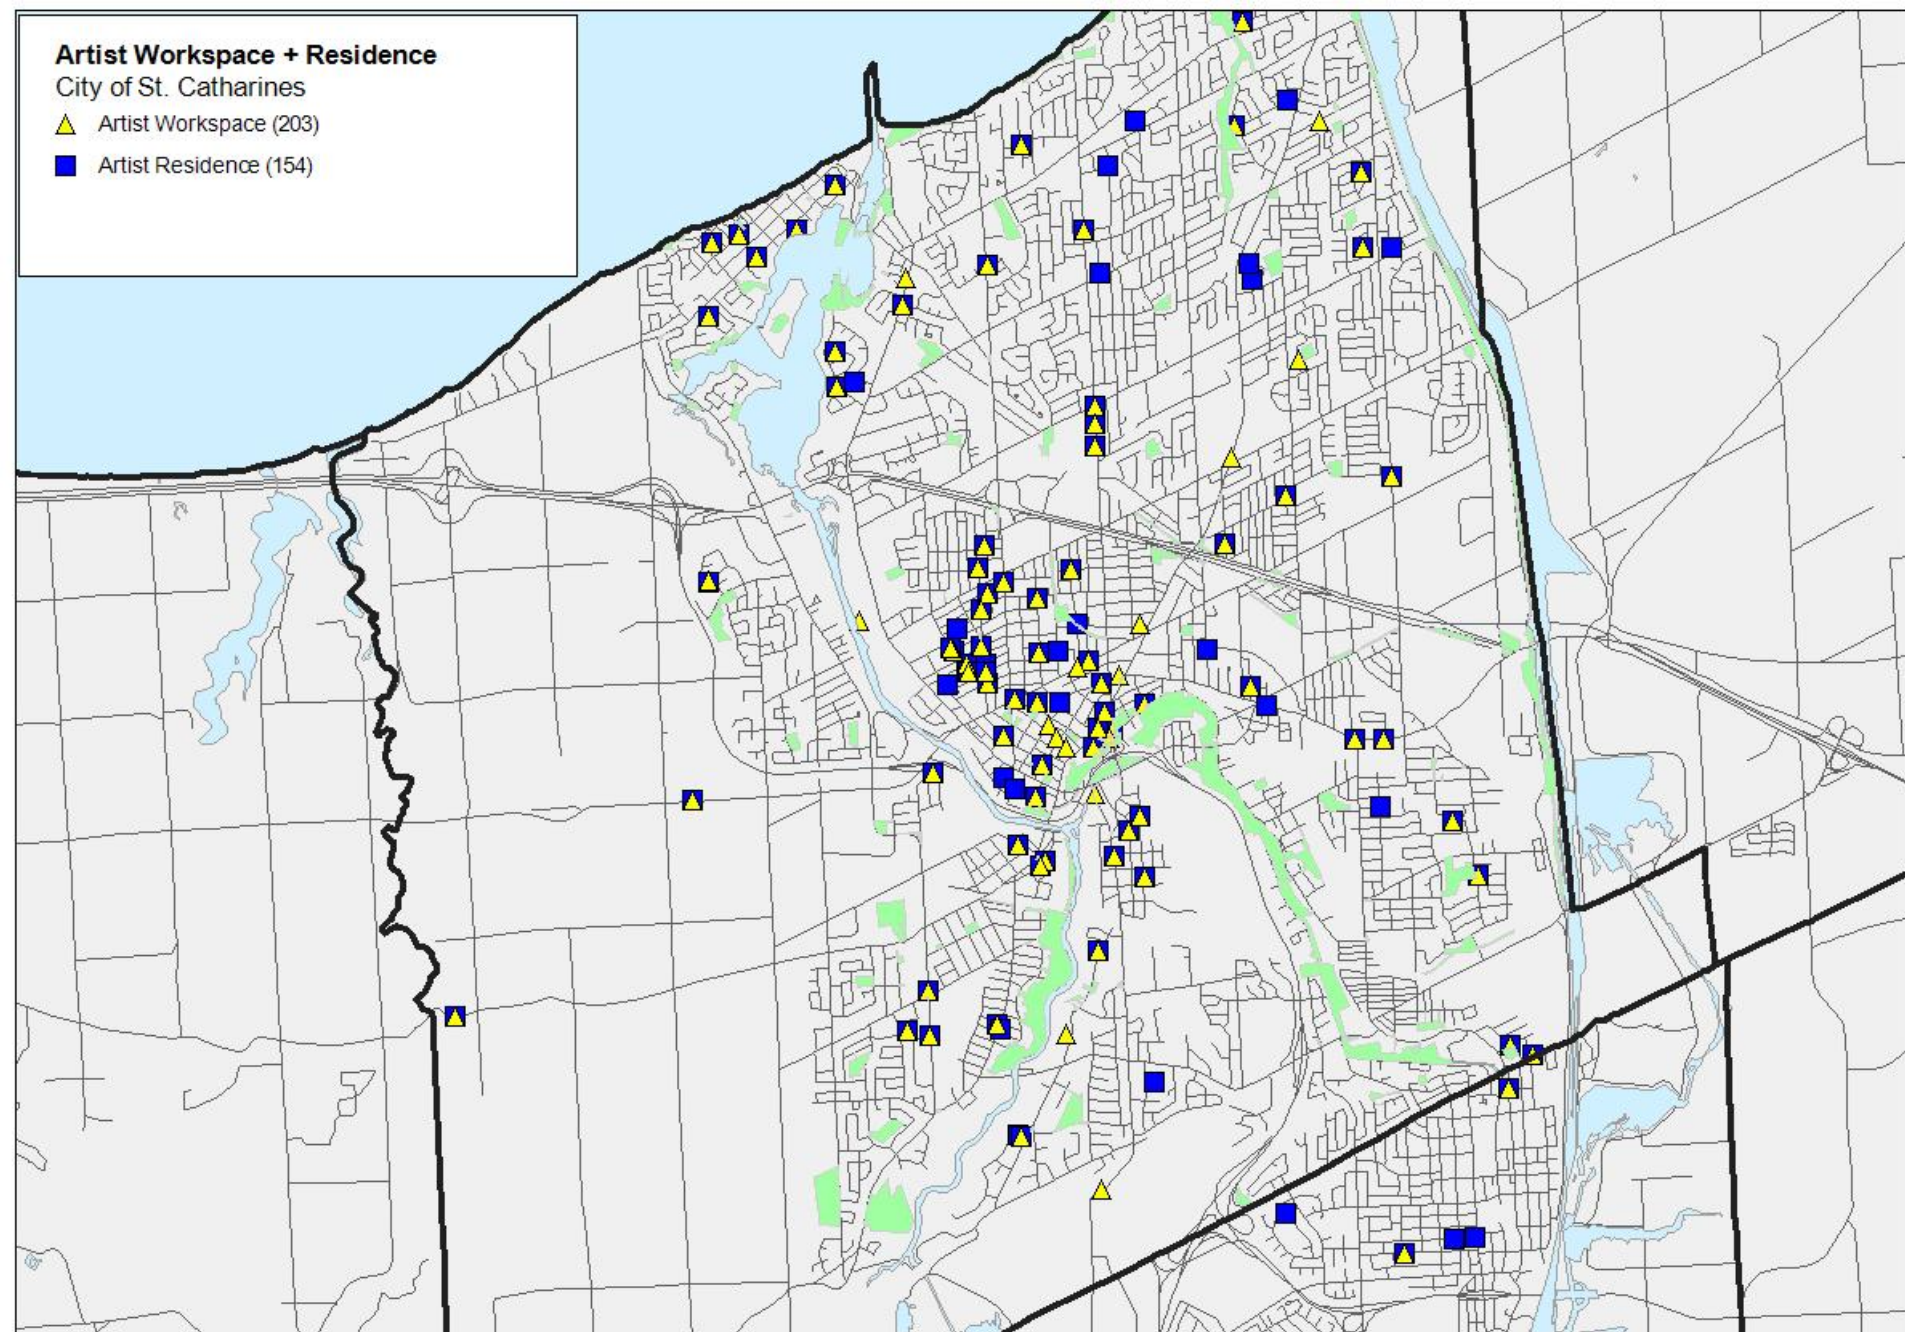 Artist Workspace + Residence
City of St. Catharines
Artist Workspace (203)
Artist Residence (154)